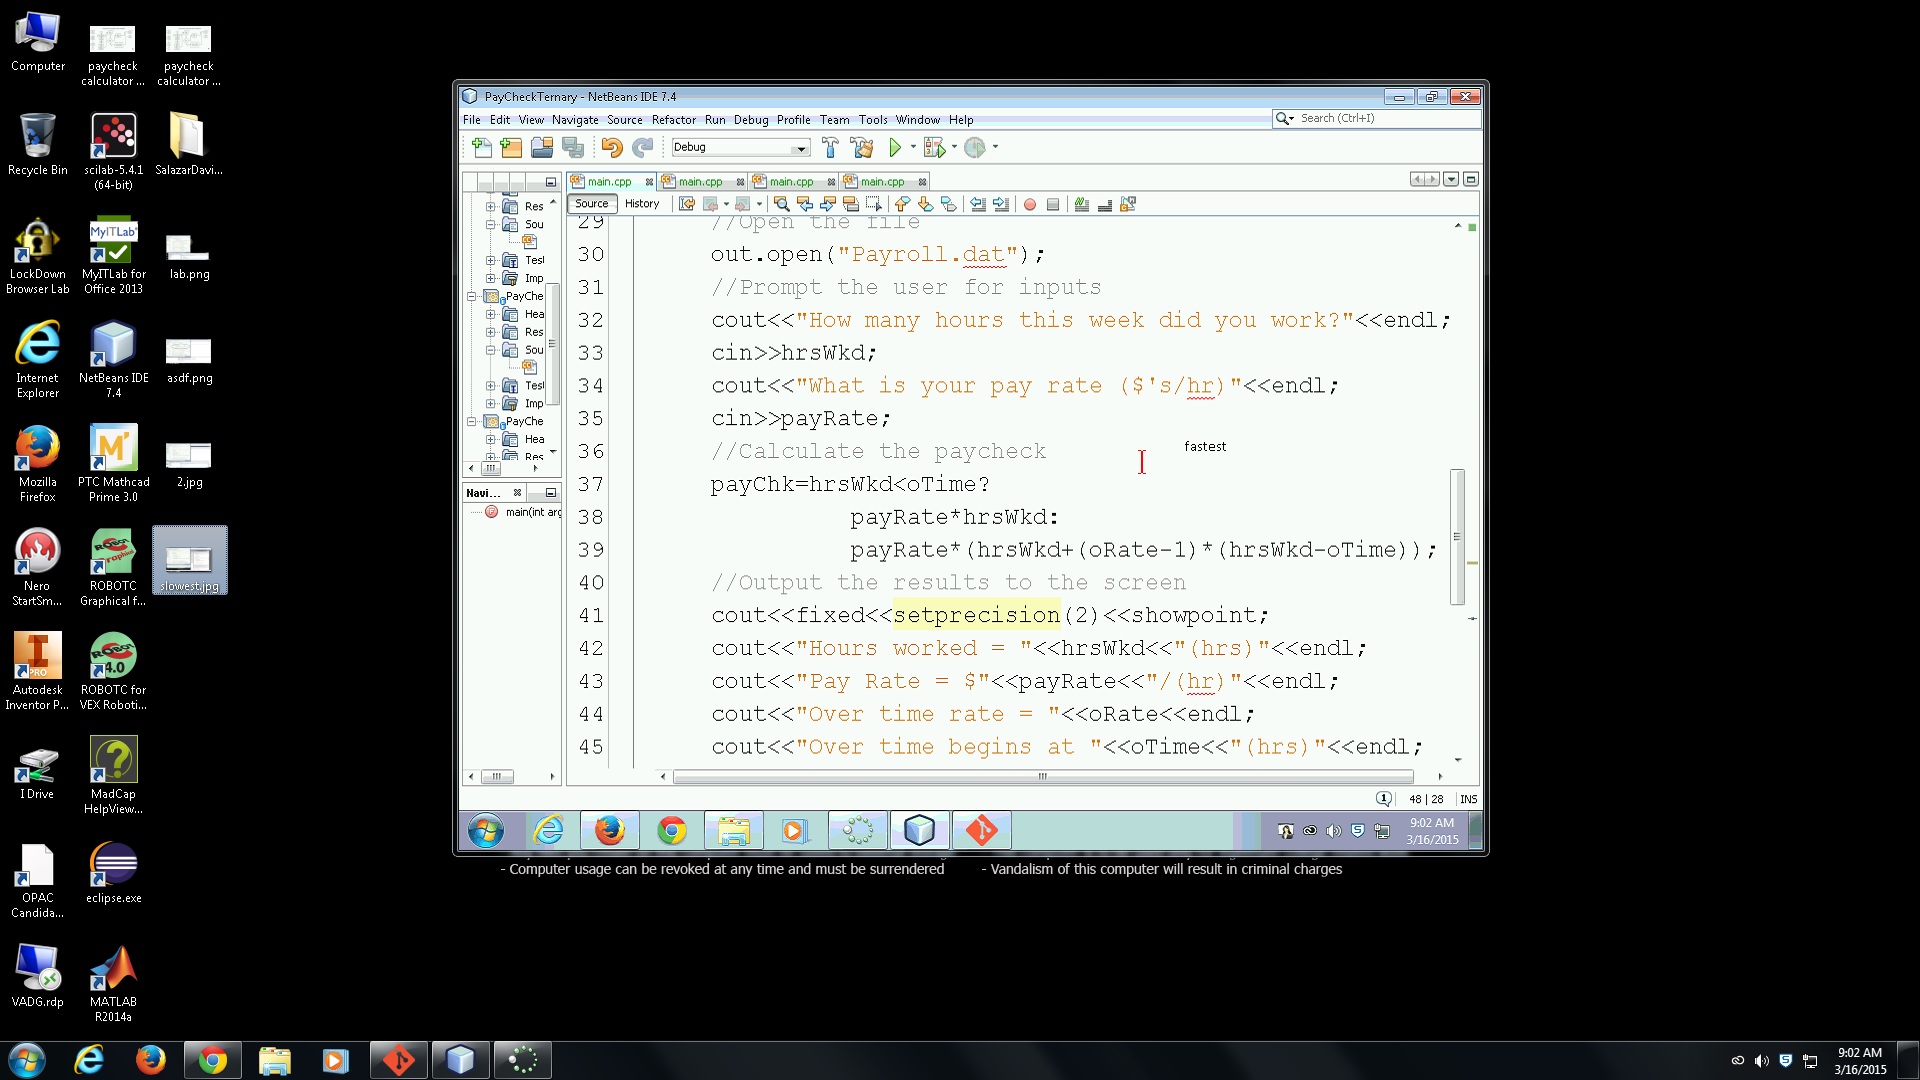 Computer
paycheck calculator ...
paycheck calculator ...
Recycle Bin
scilab-5.4.1 (64-bit)
SalazarDavi...
LockDown Browser Lab
MyITLab for Office 2013
lab.png
Internet Explorer
NetBeans IDE 7.4
asdf.png
Mozilla Firefox
PTC Mathcad Prime 3.0
2.jpg
Nero StartSm...
ROBOTC Graphical f...
slowest.jpg
Autodesk Inventor P...
ROBOTC for VEX Roboti...
I Drive
MadCap HelpView...
OPAC Candida...
eclipse.exe
VADG.rdp
MATLAB R2014a
PayCheckTernary - NetBeans IDE 7.4
File Edit View Navigate Source Refactor Run Debug Profile Team Tools Window Help
Search (Ctrl+I)
Debug
main.cpp main.cpp main.cpp main.cpp
Source History
Res
Sou
Test
Imp
PayChe
Hea
Res
Sou
Test
Imp
PayChe
Hea
Res
Navi...
main(int arg
29 //Open the file
30 out.open("Payroll.dat");
31 //Prompt the user for inputs
32 cout<<"How many hours this week did you work?"<<endl;
33 cin>>hrsWkd;
34 cout<<"What is your pay rate ($'s/hr)"<<endl;
35 cin>>payRate;
36 //Calculate the paycheck
fastest
37 payChk=hrsWkd<oTime?
38 payRate*hrsWkd:
39 payRate*(hrsWkd+(oRate-1)*(hrsWkd-oTime));
40 //Output the results to the screen
41 cout<<fixed<<setprecision(2)<<showpoint;
42 cout<<"Hours worked = "<<hrsWkd<<"(hrs)"<<endl;
43 cout<<"Pay Rate = $"<<payRate<<"/(hr)"<<endl;
44 cout<<"Over time rate = "<<oRate<<endl;
45 cout<<"Over time begins at "<<oTime<<"(hrs)"<<endl;
48 | 28 INS
9:02 AM
3/16/2015
- Computer usage can be revoked at any time and must be surrendered
- Vandalism of this computer will result in criminal charges
9:02 AM
3/16/2015